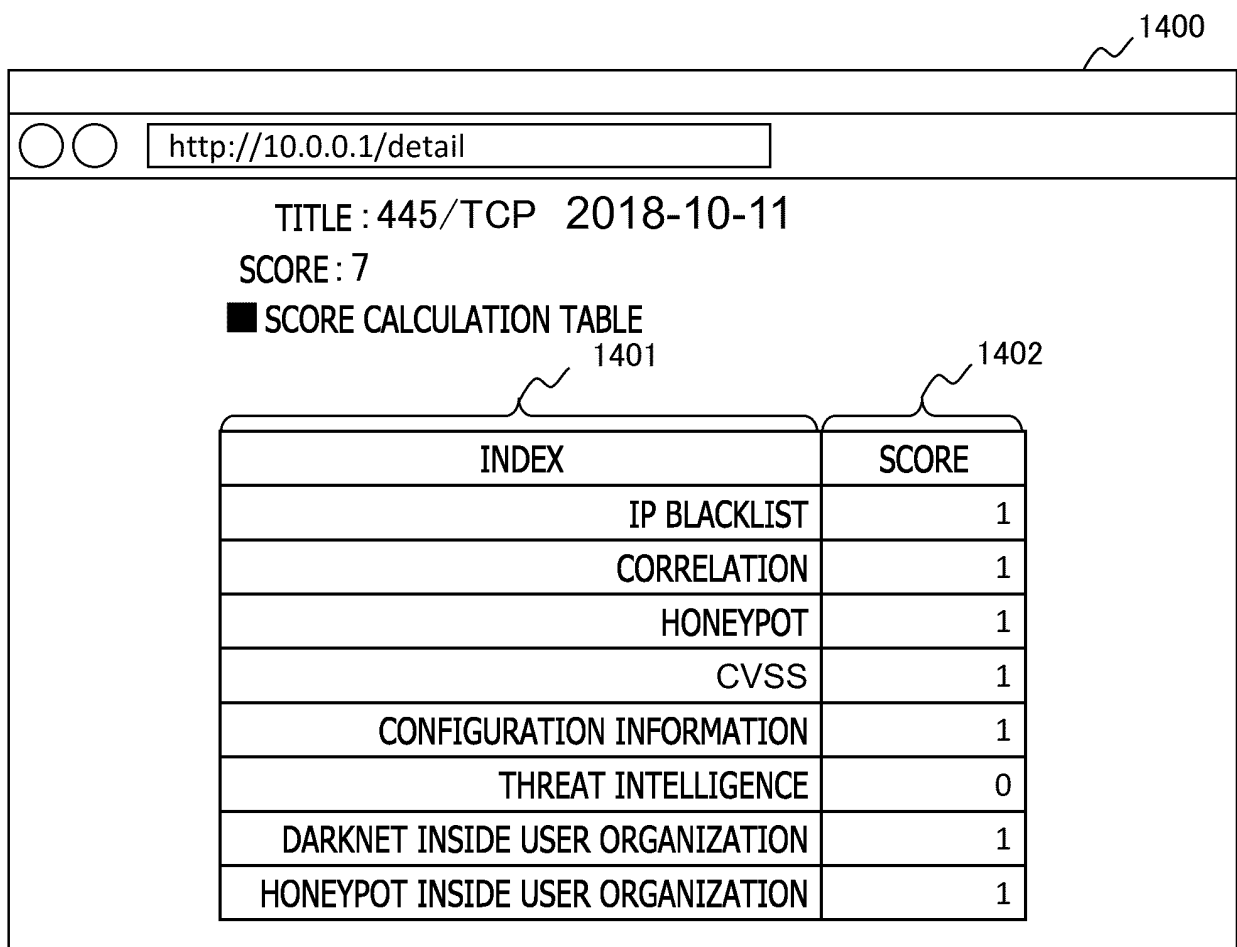 1400
http://10.0.0.1/detail
TITLE : 445/TCP 2018-10-11
SCORE : 7
■ SCORE CALCULATION TABLE
1401 1402
INDEX SCORE
IP BLACKLIST 1
CORRELATION 1
HONEYPOT 1
CVSS 1
CONFIGURATION INFORMATION 1
THREAT INTELLIGENCE 0
DARKNET INSIDE USER ORGANIZATION 1
HONEYPOT INSIDE USER ORGANIZATION 1